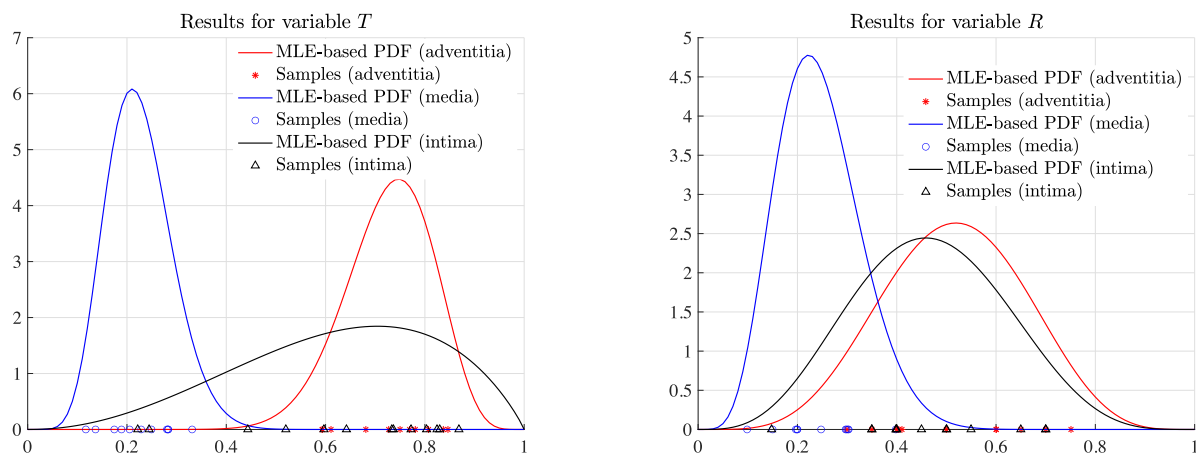 Results for variable T
7
6
5
4
3
2
1
0
0 0.2 0.4 0.6 0.8 1
MLE-based PDF (adventitia)
Samples (adventitia)
MLE-based PDF (media)
Samples (media)
MLE-based PDF (intima)
Samples (intima)
Results for variable R
5
4.5
4
3.5
3
2.5
2
1.5
1
0.5
0
0 0.2 0.4 0.6 0.8 1
MLE-based PDF (adventitia)
Samples (adventitia)
MLE-based PDF (media)
Samples (media)
MLE-based PDF (intima)
Samples (intima)